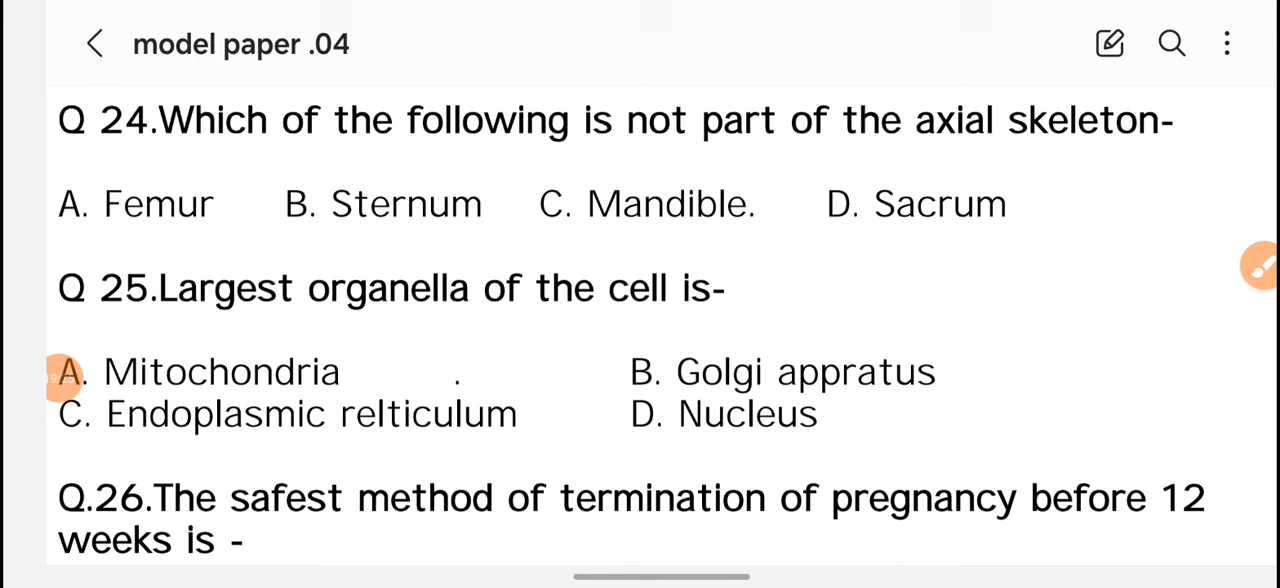 model paper .04
Q 24.Which of the following is not part of the axial skeleton-
A. Femur B. Sternum C. Mandible. D. Sacrum
Q 25.Largest organella of the cell is-
A. Mitochondria . B. Golgi appratus
C. Endoplasmic relticulum D. Nucleus
Q.26.The safest method of termination of pregnancy before 12
weeks is -